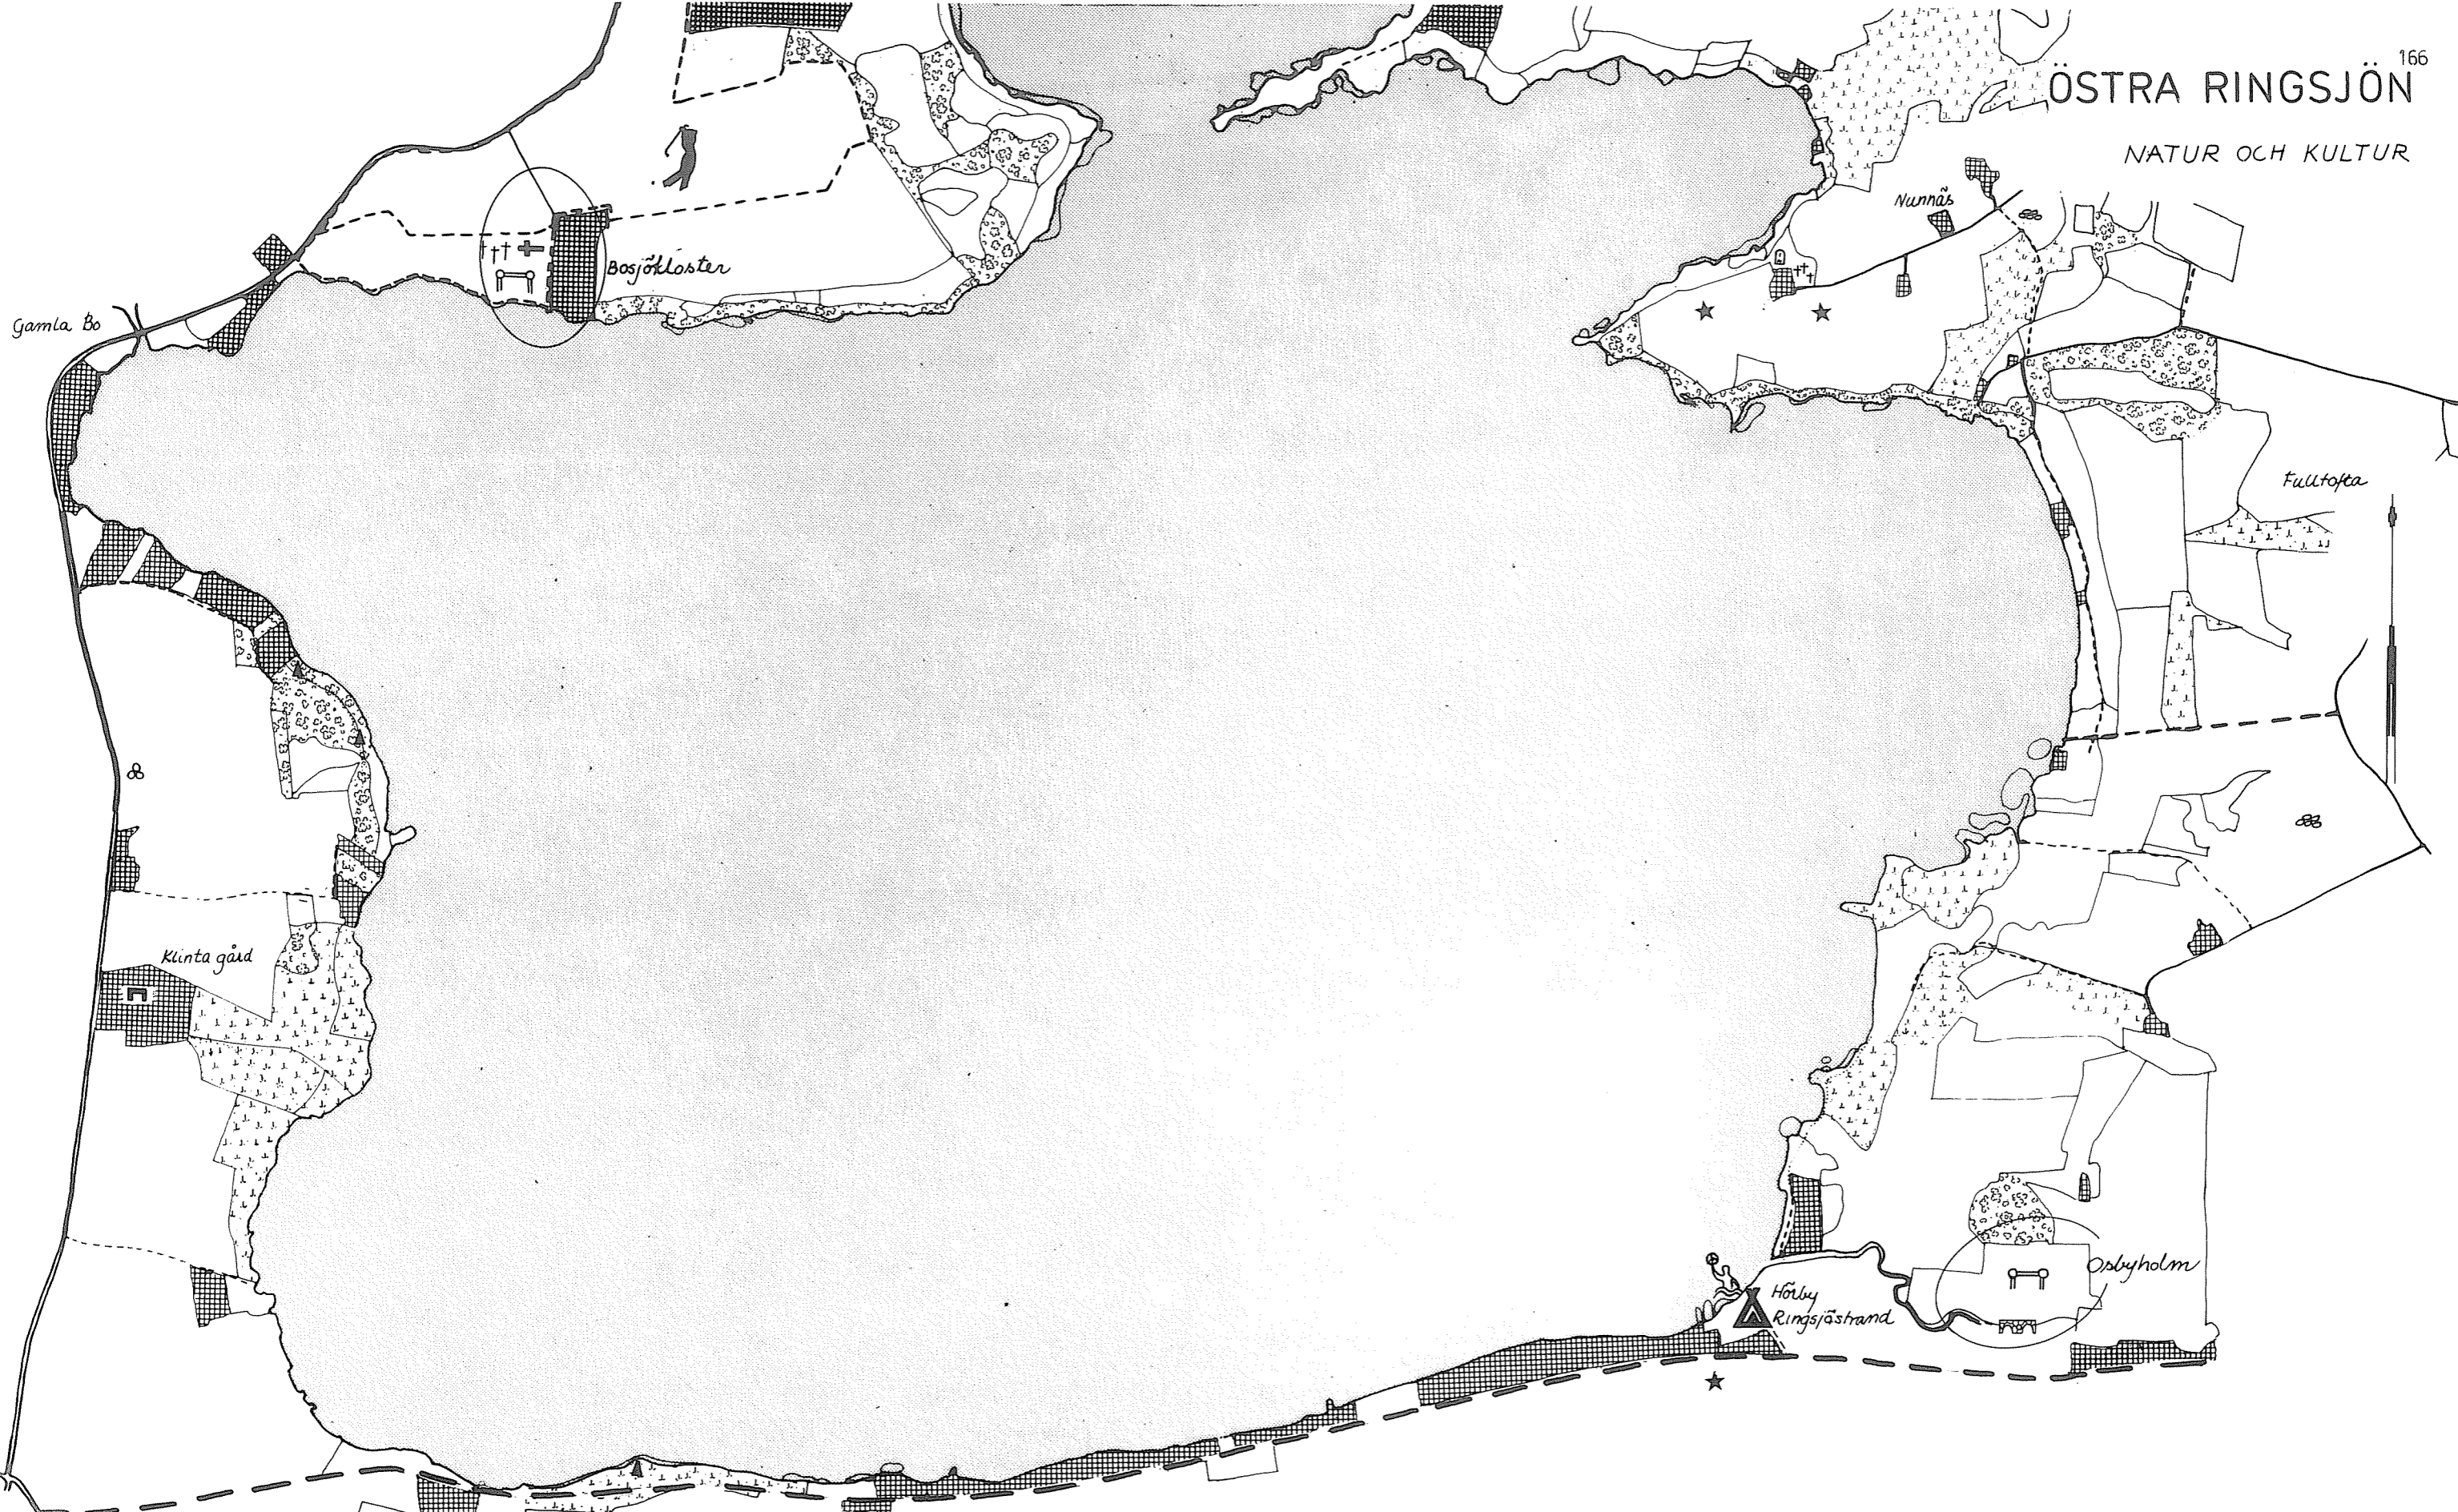 166
ÖSTRA RINGSJÖN
NATUR OCH KULTUR
Nunnäs
Bosjökloster
Gamla Bo
Fulltofta
Klinta gård
Osbyholm
Hörby
Ringsjöstrand